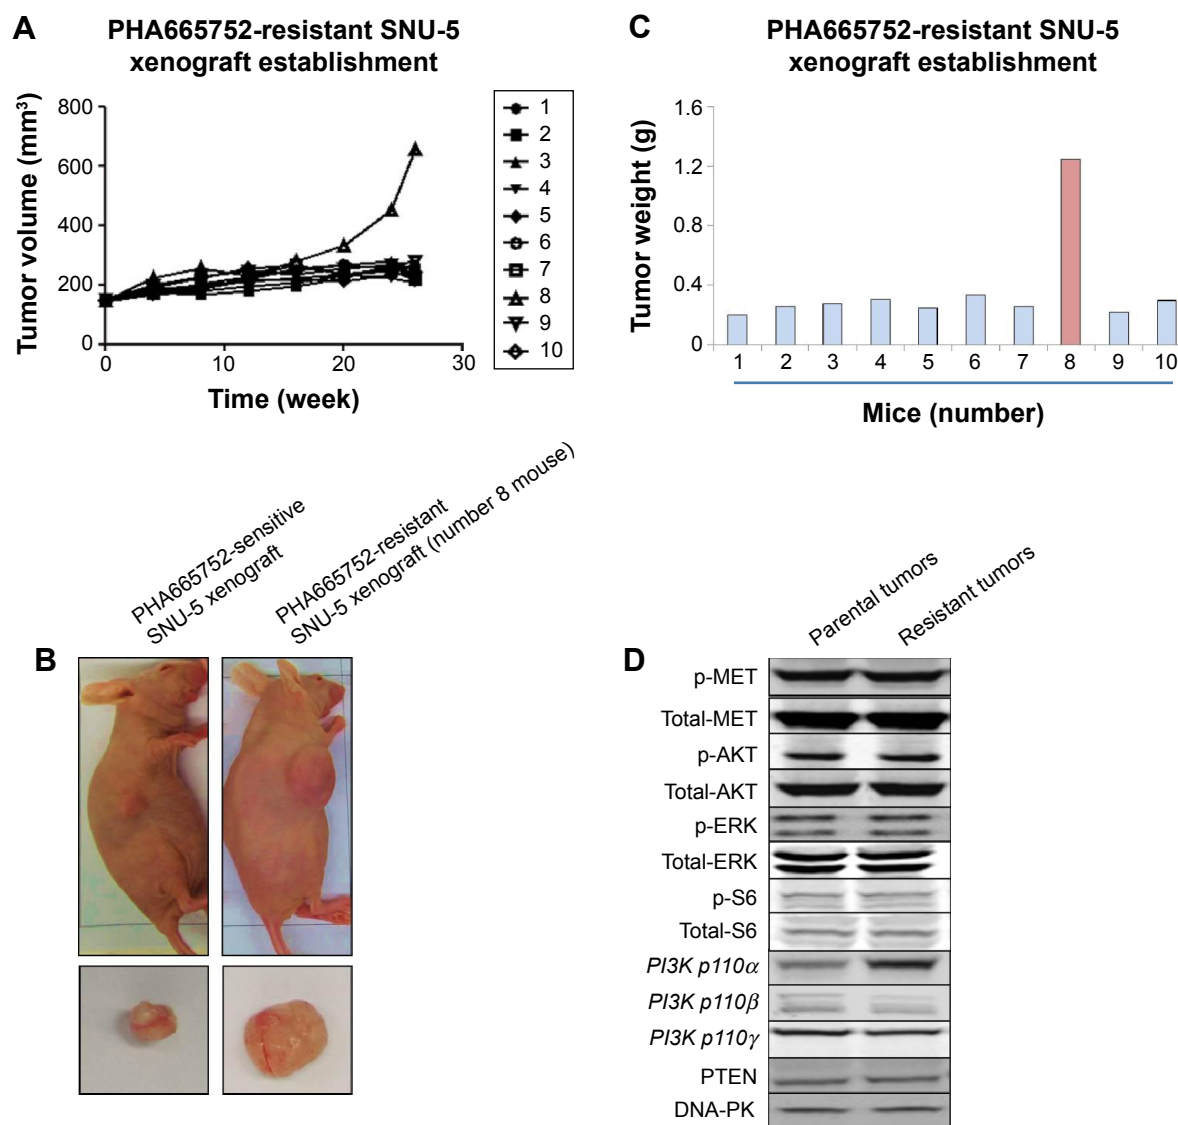 A
PHA665752-resistant SNU-5
xenograft establishment
Tumor volume (mm³)
800
600
400
200
0
0
10
20
30
Time (week)
1
2
3
4
5
6
7
8
9
10
C
PHA665752-resistant SNU-5
xenograft establishment
Tumor weight (g)
1.6
1.2
0.8
0.4
0
1 2 3 4 5 6 7 8 9 10
Mice (number)
B
PHA665752-sensitive
SNU-5 xenograft
PHA665752-resistant
SNU-5 xenograft (number 8 mouse)
D
Parental tumors
Resistant tumors
p-MET
Total-MET
p-AKT
Total-AKT
p-ERK
Total-ERK
p-S6
Total-S6
PI3K p110α
PI3K p110β
PI3K p110γ
PTEN
DNA-PK